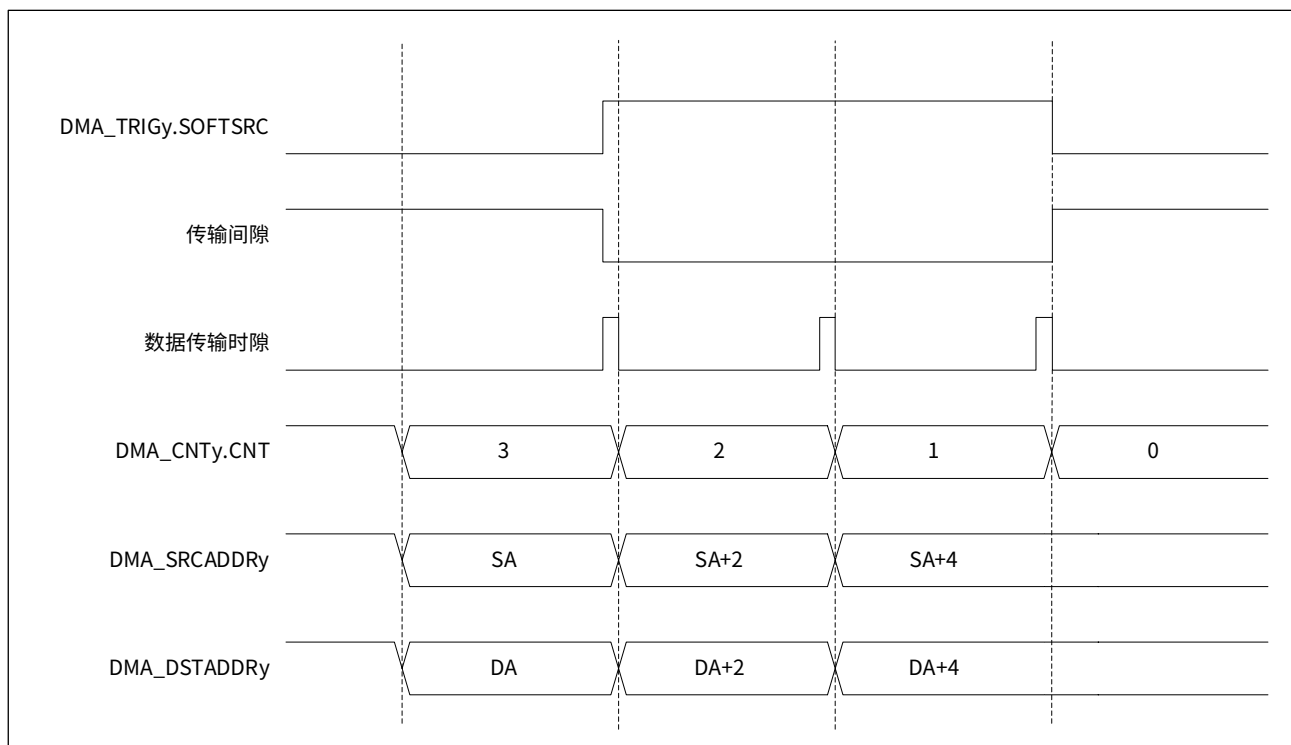 DMA_TRIGy.SOFTSRC
传输间隙
数据传输时隙
DMA_CNTy.CNT 3 2 1 0
DMA_SRCADDRy SA SA+2 SA+4
DMA_DSTADDRy DA DA+2 DA+4